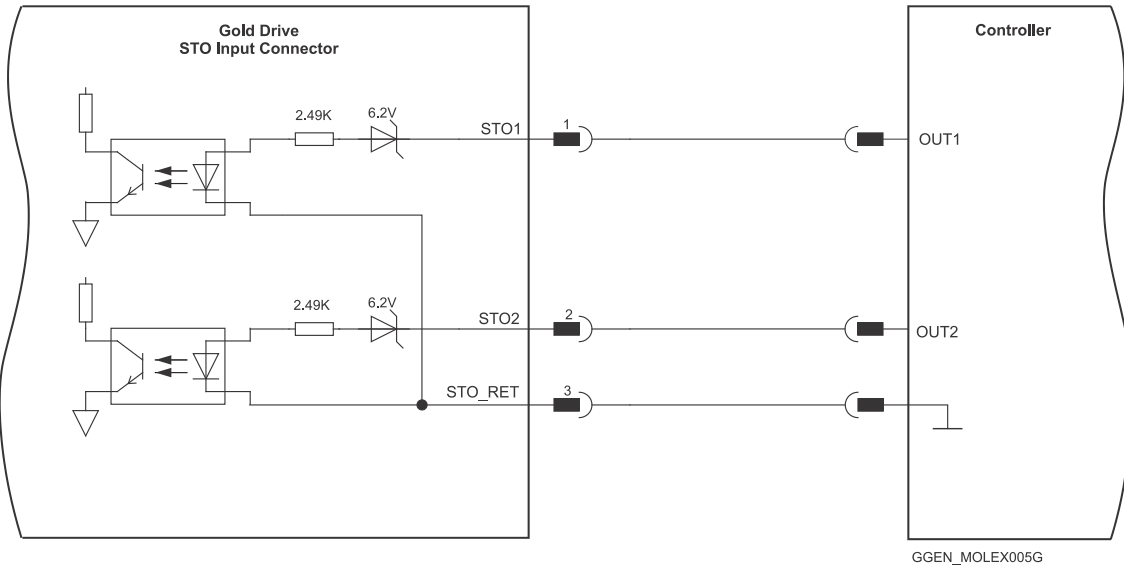 Gold Drive
STO Input Connector
Controller
2.49K
6.2V
STO1
1
OUT1
2.49K
6.2V
STO2
2
OUT2
STO_RET
3
GGEN_MOLEX005G